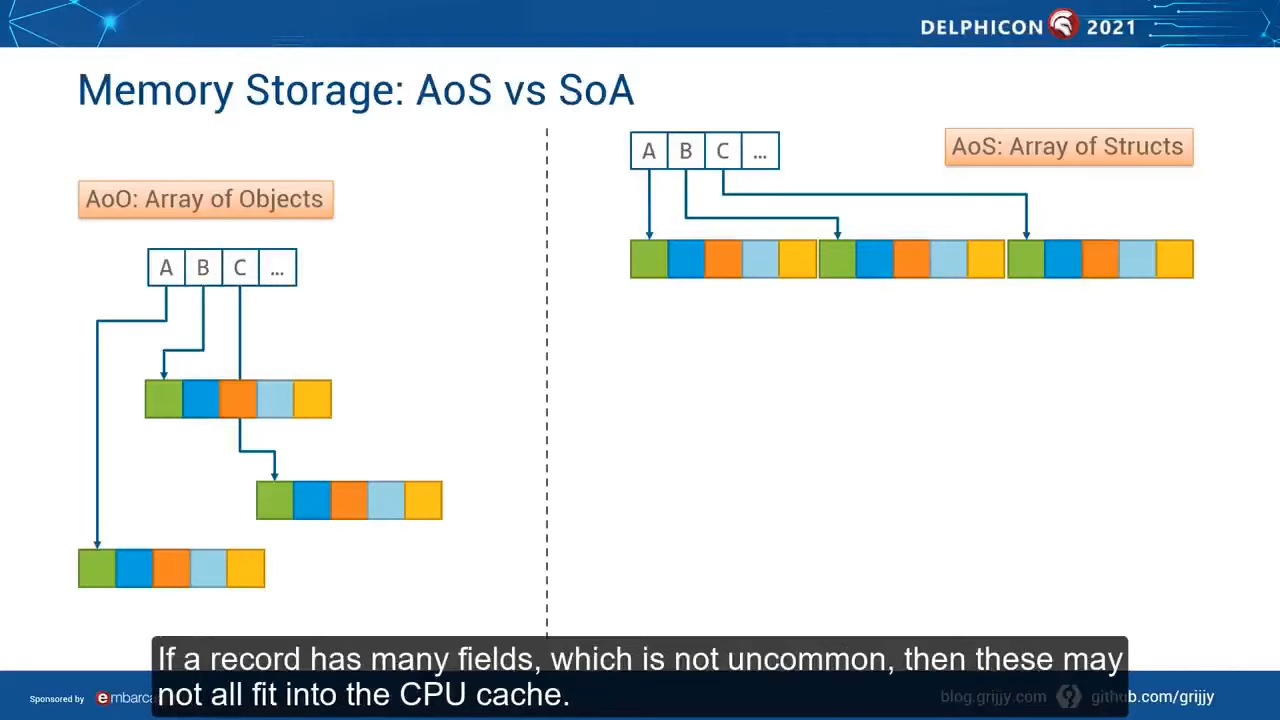 DELPHICON 2021
Memory Storage: AoS vs SoA
AoO: Array of Objects
A B C ...
AoS: Array of Structs
A B C ...
If a record has many fields, which is not uncommon, then these may
not all fit into the CPU cache.
Sponsored by
blog.grijjy.com
github.com/grijjy